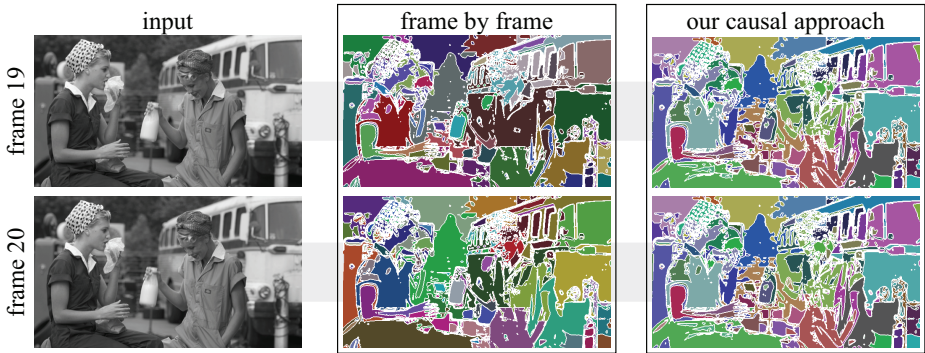 input
frame by frame
our causal approach
frame 19
frame 20